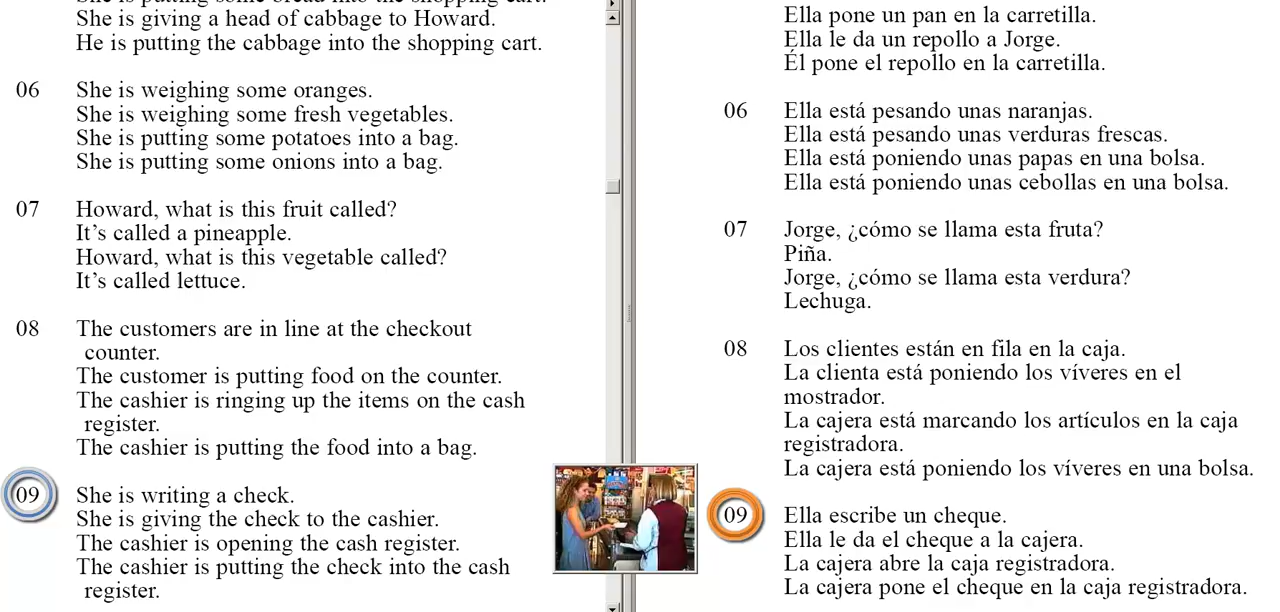 She is giving a head of cabbage to Howard.
He is putting the cabbage into the shopping cart.
06 She is weighing some oranges.
She is weighing some fresh vegetables.
She is putting some potatoes into a bag.
She is putting some onions into a bag.
07 Howard, what is this fruit called?
It’s called a pineapple.
Howard, what is this vegetable called?
It’s called lettuce.
08 The customers are in line at the checkout
counter.
The customer is putting food on the counter.
The cashier is ringing up the items on the cash
register.
The cashier is putting the food into a bag.
09 She is writing a check.
She is giving the check to the cashier.
The cashier is opening the cash register.
The cashier is putting the check into the cash
register.
Ella pone un pan en la carretilla.
Ella le da un repollo a Jorge.
Él pone el repollo en la carretilla.
06 Ella está pesando unas naranjas.
Ella está pesando unas verduras frescas.
Ella está poniendo unas papas en una bolsa.
Ella está poniendo unas cebollas en una bolsa.
07 Jorge, ¿cómo se llama esta fruta?
Piña.
Jorge, ¿cómo se llama esta verdura?
Lechuga.
08 Los clientes están en fila en la caja.
La clienta está poniendo los víveres en el
mostrador.
La cajera está marcando los artículos en la caja
registradora.
La cajera está poniendo los víveres en una bolsa.
09 Ella escribe un cheque.
Ella le da el cheque a la cajera.
La cajera abre la caja registradora.
La cajera pone el cheque en la caja registradora.